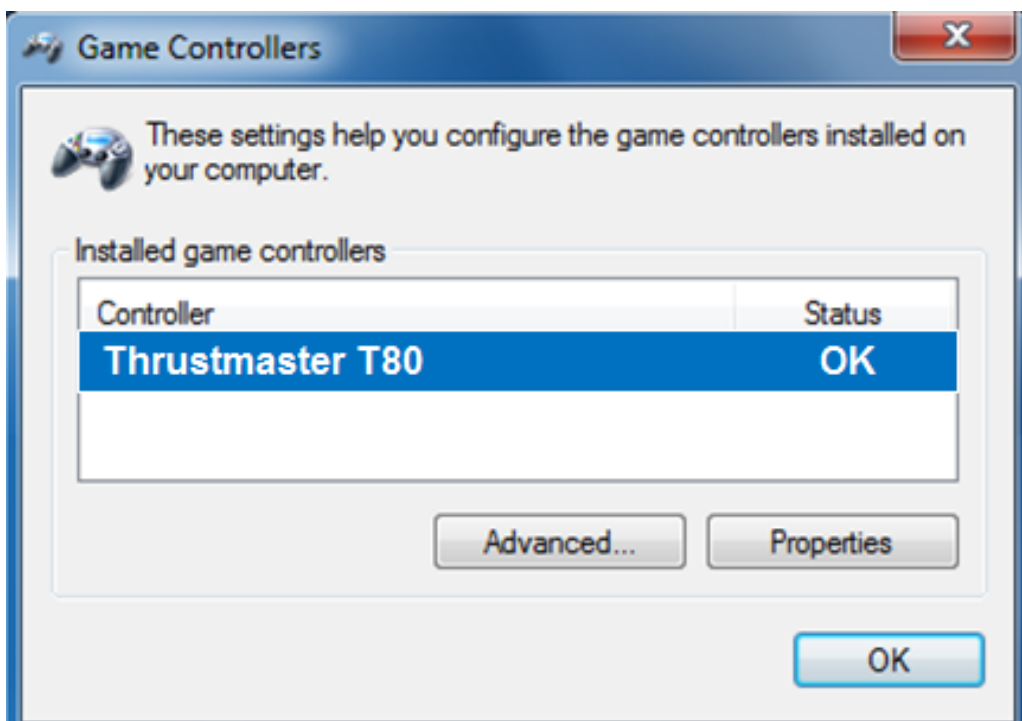 Game Controllers
These settings help you configure the game controllers installed on
your computer.
Installed game controllers
Controller Status
Thrustmaster T80 OK
Advanced... Properties
OK